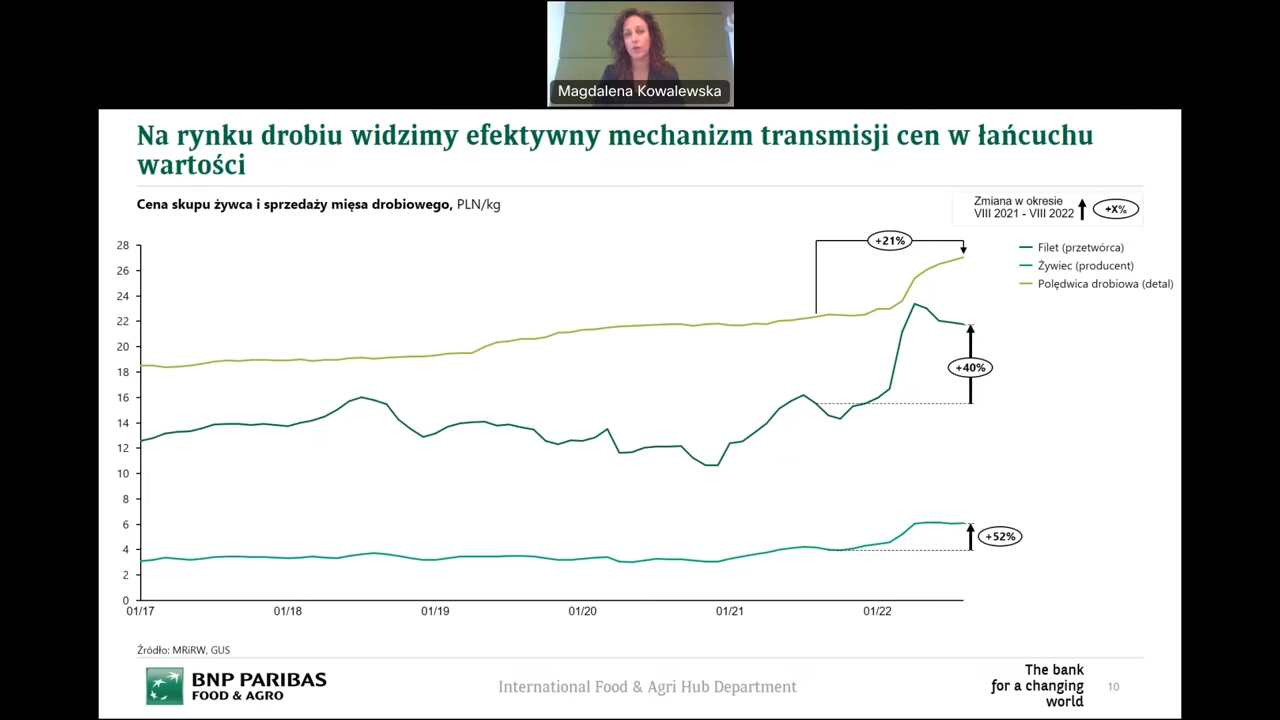 Magdalena Kowalewska
Na rynku drobiu widzimy efektywny mechanizm transmisji cen w łańcuchu
wartości
Cena skupu żywca i sprzedaży mięsa drobiowego, PLN/kg
Zmiana w okresie
VIII 2021 - VIII 2022
+X%
28
26
24
22
20
18
16
14
12
10
8
6
4
2
0
+21%
+40%
+52%
Filet (przetwórca)
Żywiec (producent)
Polędwica drobiowa (detal)
01/17
01/18
01/19
01/20
01/21
01/22
Źródło: MRiRW, GUS
BNP PARIBAS
FOOD & AGRO
International Food & Agri Hub Department
The bank
for a changing
world
10